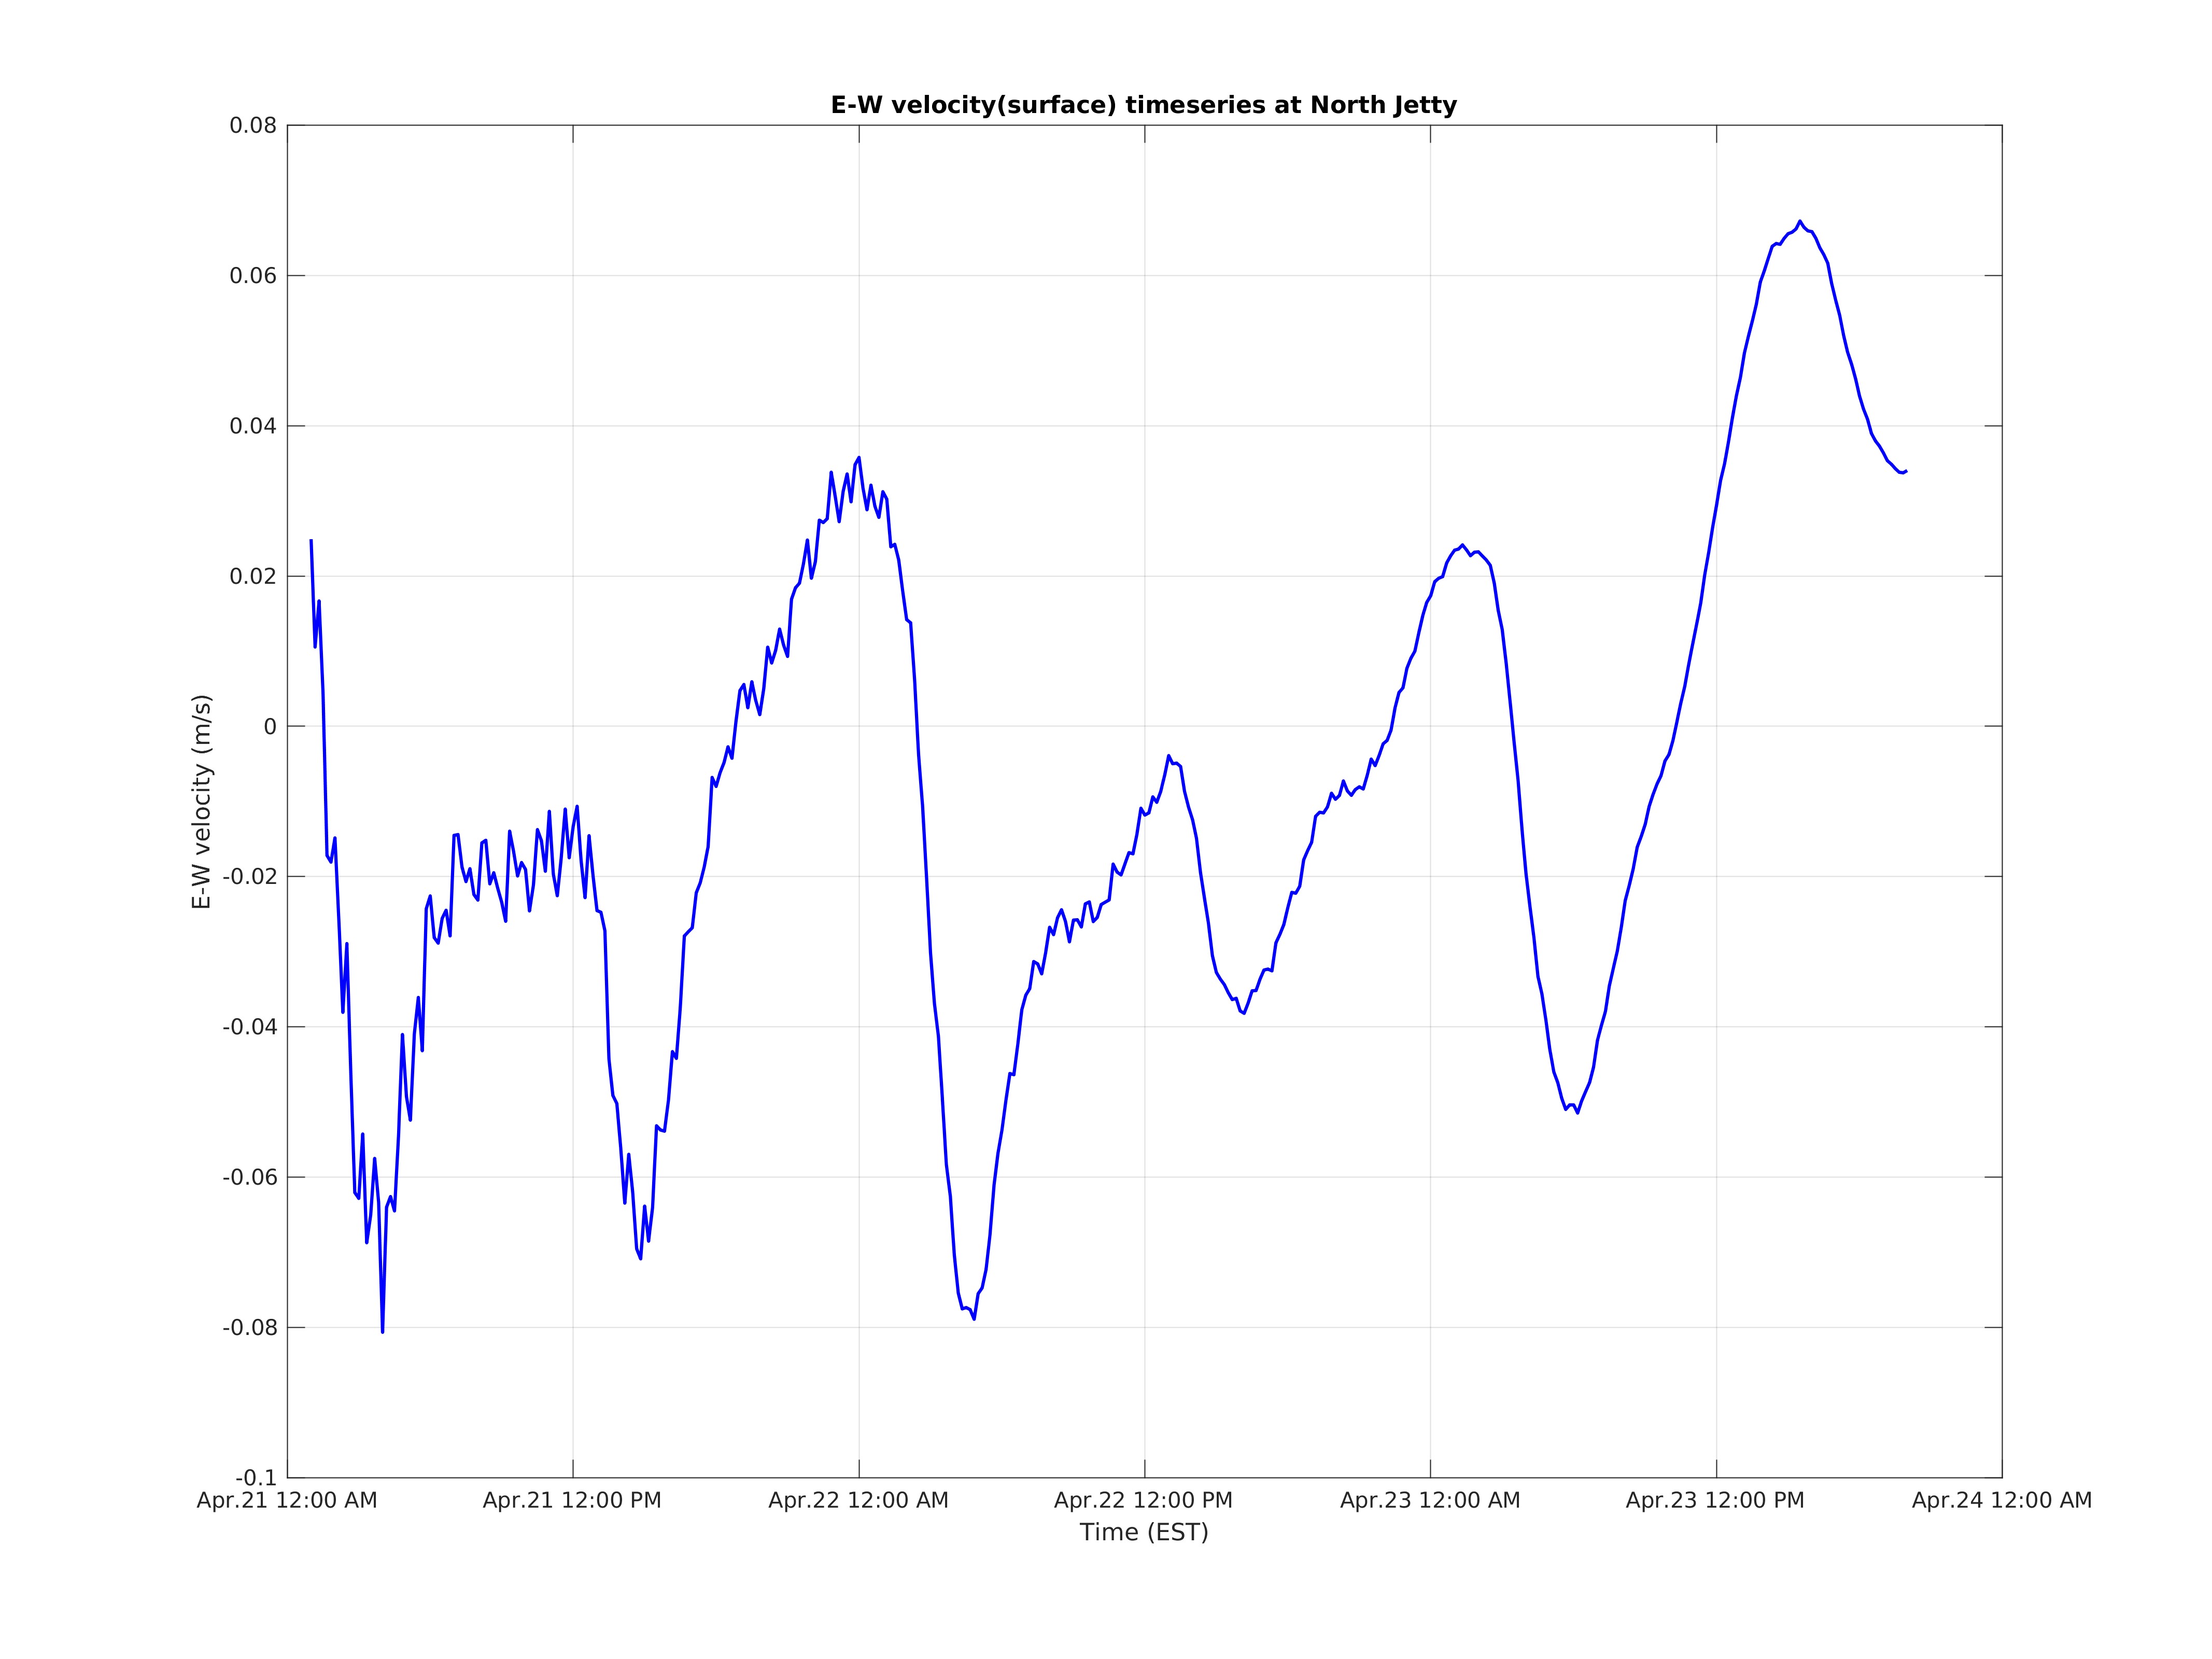 E-W velocity(surface) timeseries at North Jetty
0.08
0.06
0.04
0.02
0
-0.02
-0.04
-0.06
-0.08
-0.1
E-W velocity (m/s)
Apr.21 12:00 AM
Apr.21 12:00 PM
Apr.22 12:00 AM
Apr.22 12:00 PM
Apr.23 12:00 AM
Apr.23 12:00 PM
Apr.24 12:00 AM
Time (EST)